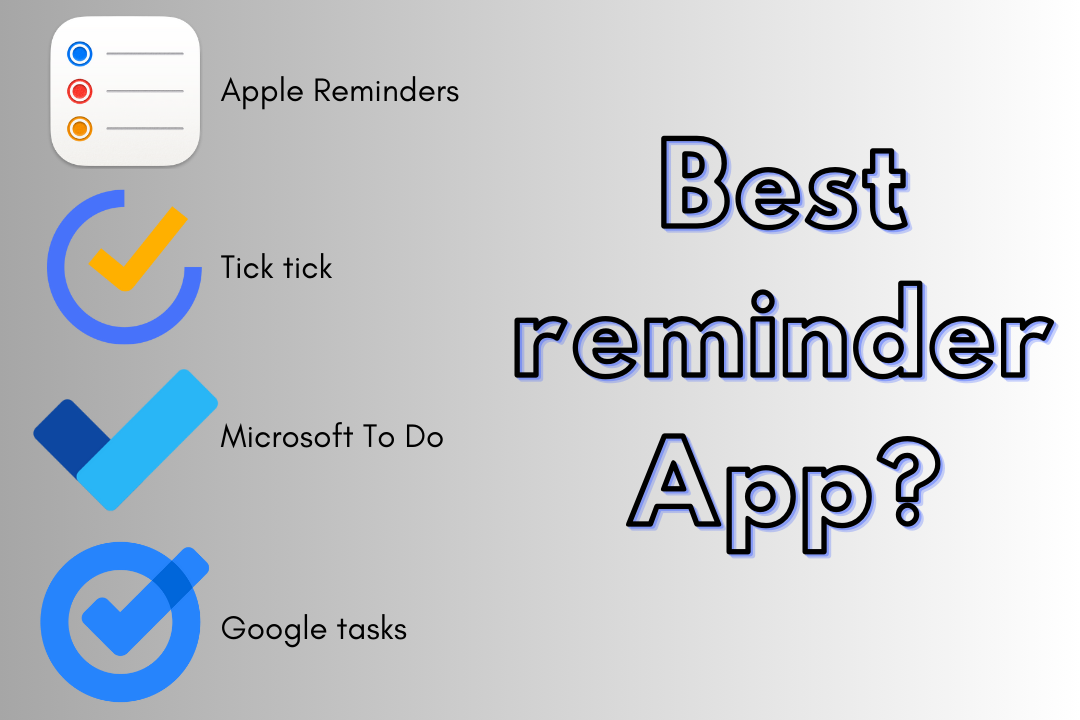 Apple Reminders
Tick tick
Microsoft To Do
Google tasks
Best
reminder
App?